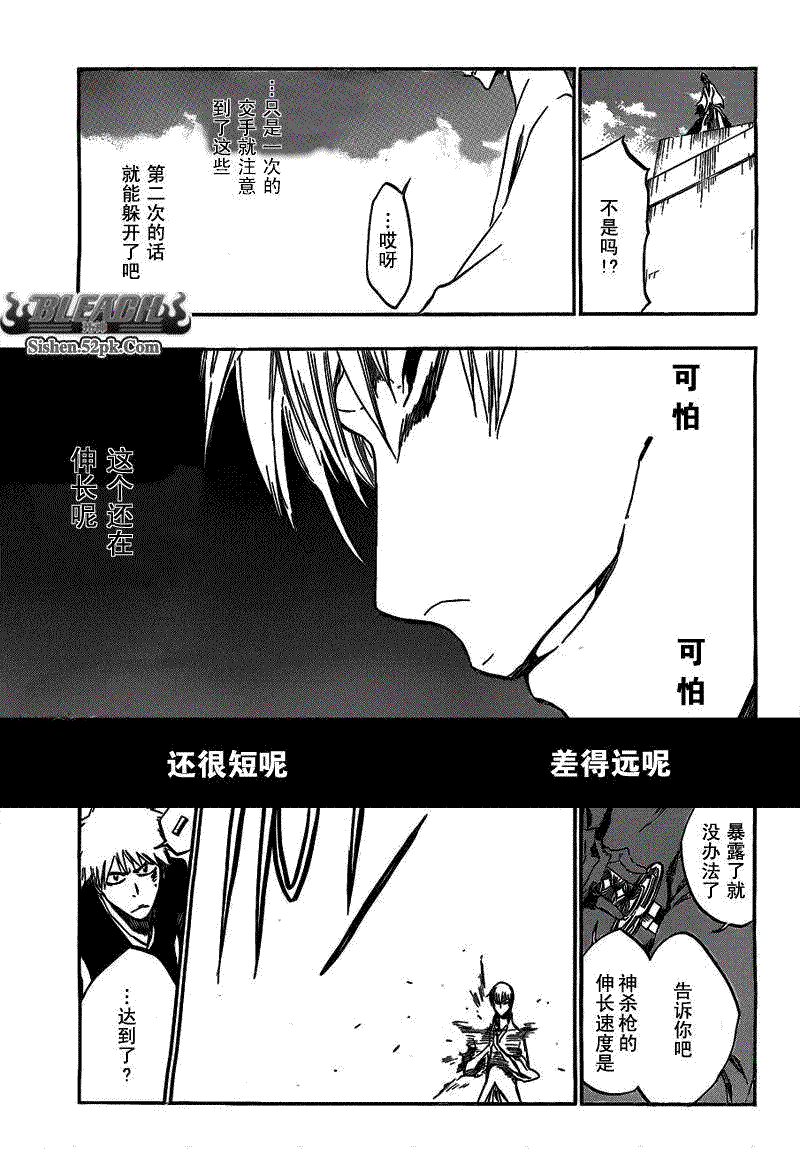 不是吗!?
…哎呀
…只是一次的
交手就注意
到了这些
第二次的话
就能躲开了吧
BLEACH
Sishen.52pk.Com
可怕
可怕
这个还在
伸长呢
差得远呢
还很短呢
暴露了就
没办法了
告诉你吧
神杀枪的
伸长速度是
…达到了?